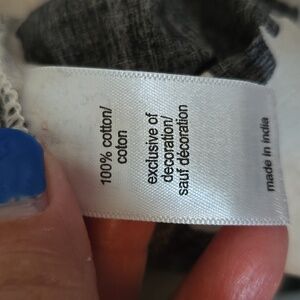 100% cotton/
coton
exclusive of
decoration/
sauf décoration
made in india